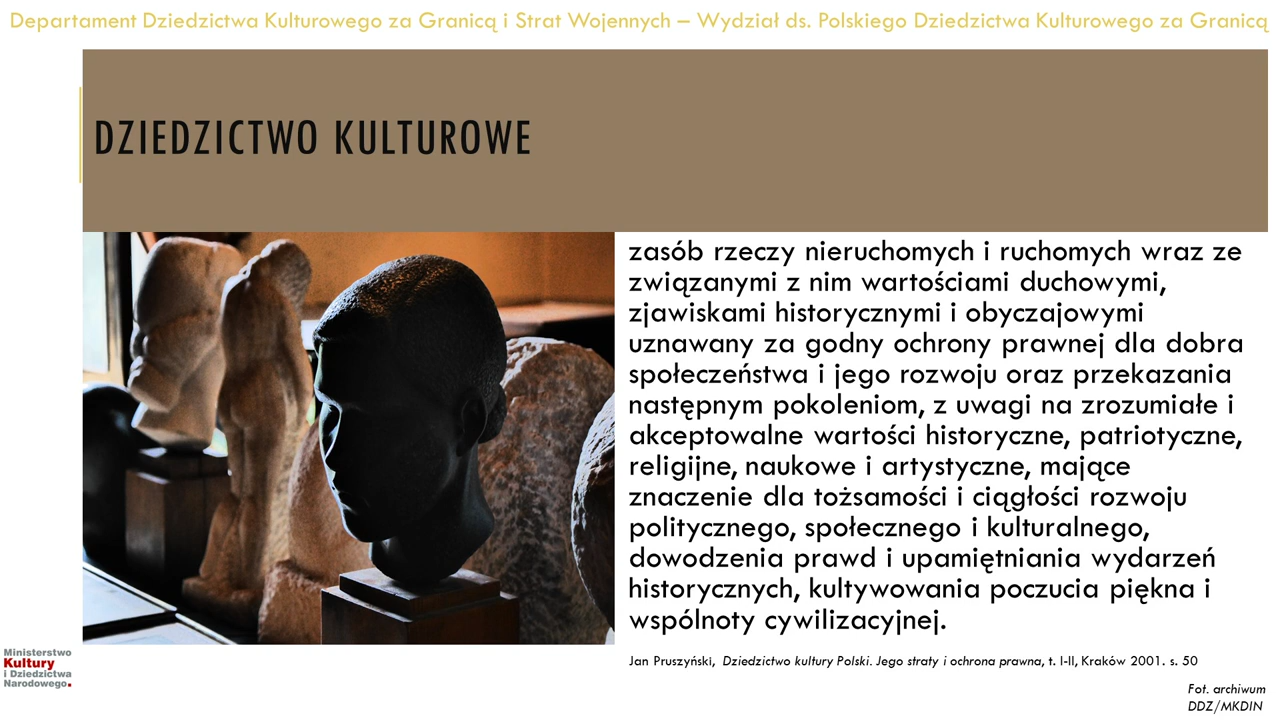 Departament Dziedzictwa Kulturowego za Granicą i Strat Wojennych – Wydział ds. Polskiego Dziedzictwa Kulturowego za Granicą
DZIEDZICTWO KULTUROWE
zasób rzeczy nieruchomych i ruchomych wraz ze
związanymi z nim wartościami duchowymi,
zjawiskami historycznymi i obyczajowymi
uznawany za godny ochrony prawnej dla dobra
społeczeństwa i jego rozwoju oraz przekazania
następnym pokoleniom, z uwagi na zrozumiałe i
akceptowalne wartości historyczne, patriotyczne,
religijne, naukowe i artystyczne, mające
znaczenie dla tożsamości i ciągłości rozwoju
politycznego, społecznego i kulturalnego,
dowodzenia prawd i upamiętniania wydarzeń
historycznych, kultywowania poczucia piękna i
wspólnoty cywilizacyjnej.
Jan Pruszyński, Dziedzictwo kultury Polski. Jego straty i ochrona prawna, t. I-II, Kraków 2001. s. 50
Ministerstwo
Kultury
i Dziedzictwa
Narodowego.
Fot. archiwum
DDZ/MKDIN